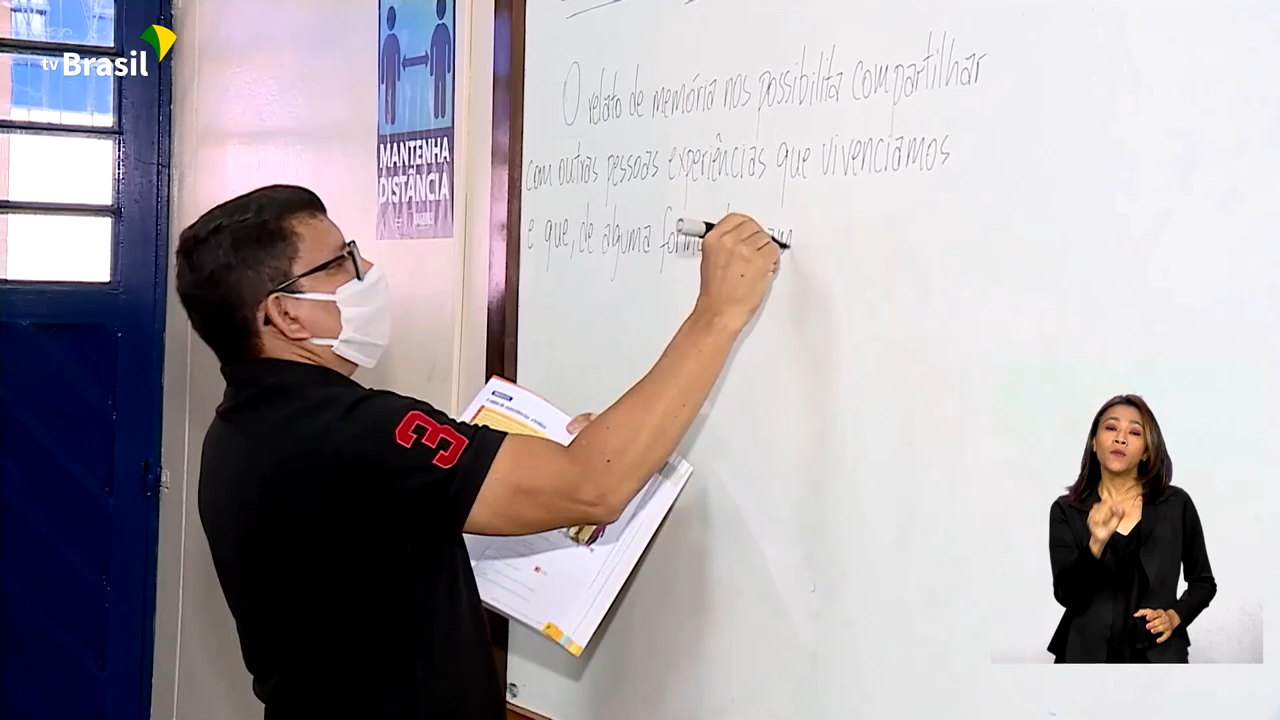 tv Brasil
MANTENHA
DISTÂNCIA
O relato de memória nos possibilita compartilhar
com outras pessoas experiências que vivenciamos
e que, de alguma
3